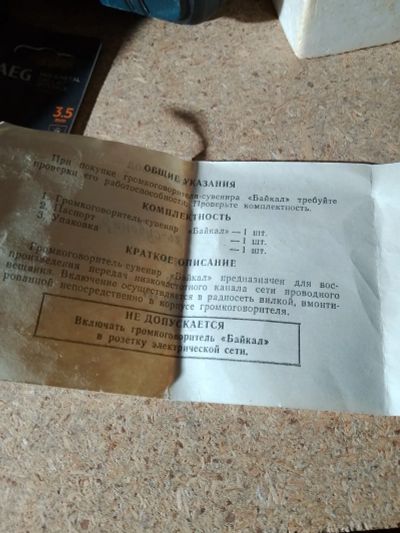 AEG
3.5
mm
ОБЩИЕ УКАЗАНИЯ
При покупке громкоговорителя-сувенира «Байкал» требуйте
проверки его работоспособности. Проверьте комплектность.
КОМПЛЕКТНОСТЬ
1. Громкоговоритель-сувенир «Байкал» — 1 шт.
2. Паспорт — 1 шт.
3. Упаковка — 1 шт.
КРАТКОЕ ОПИСАНИЕ
Громкоговоритель-сувенир «Байкал» предназначен для вос-
произведения передач низкочастотного канала сети проводного
вещания. Включение осуществляется в радиосеть вилкой, вмонти-
рованной непосредственно в корпусе громкоговорителя.
НЕ ДОПУСКАЕТСЯ
Включать громкоговоритель «Байкал»
в розетку электрической сети.